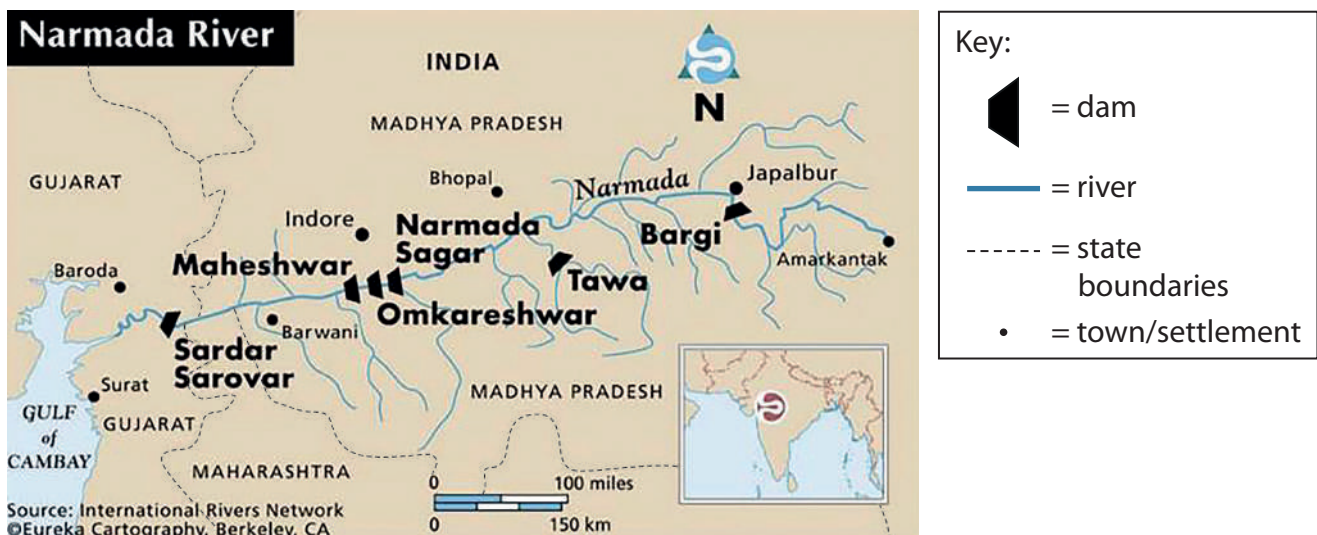 Narmada River
INDIA
N
MADHYA PRADESH
GUJARAT
Bhopal
Narmada
Japalbur
Indore
Narmada
Sagar
Bargi
Amarkantak
Baroda
Maheshwar
Tawa
Omkareshwar
Barwani
Sardar
Sarovar
Surat
MADHYA PRADESH
GULF
of
CAMBAY
GUJARAT
MAHARASHTRA
0 100 miles
0 150 km
Source: International Rivers Network
©Eureka Cartography, Berkeley, CA
Key:
= dam
= river
= state
boundaries
= town/settlement